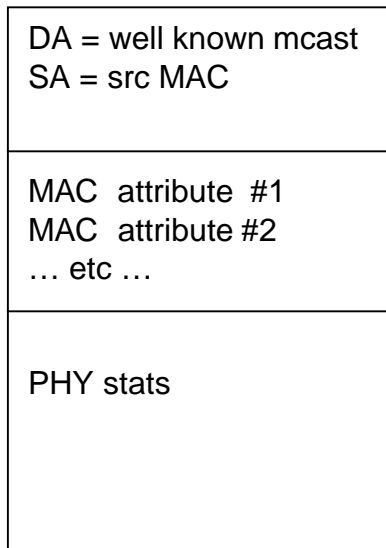 DA = well known mcast
SA = src MAC
MAC attribute #1
MAC attribute #2
… etc …
PHY stats